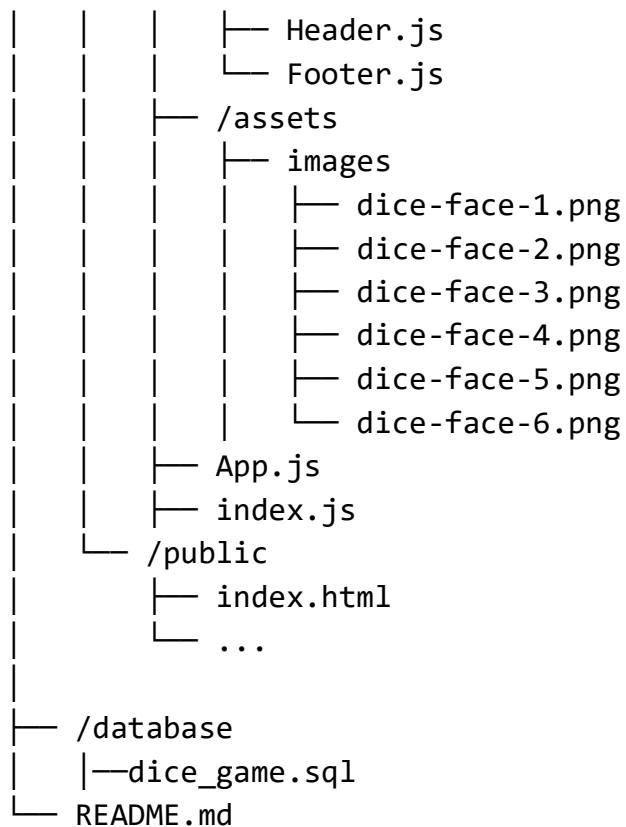 │   │   │   ├── Header.js
│   │   │   └── Footer.js
│   │   ├── /assets
│   │   │   ├── images
│   │   │   │   ├── dice-face-1.png
│   │   │   │   ├── dice-face-2.png
│   │   │   │   ├── dice-face-3.png
│   │   │   │   ├── dice-face-4.png
│   │   │   │   ├── dice-face-5.png
│   │   │   │   └── dice-face-6.png
│   │   ├── App.js
│   │   ├── index.js
│   └── /public
│       ├── index.html
│       └── ...
│
├── /database
│   │──dice_game.sql
└── README.md